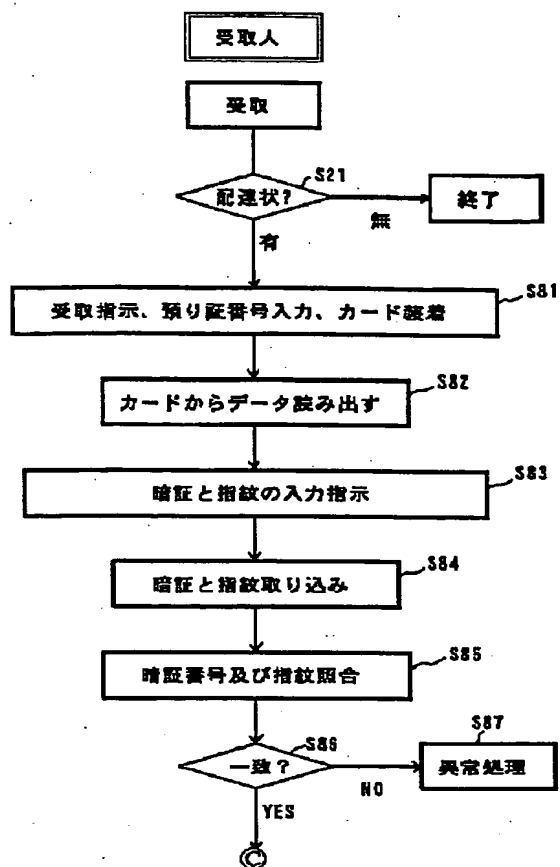 受取人
受取
S21
配達状?
終了
無
有
S81
受取指示、預り証番号入力、カード装着
S82
カードからデータ読み出す
S83
暗証と指紋の入力指示
S84
暗証と指紋取り込み
S85
暗証番号及び指紋照合
S86
一致?
S87
異常処理
NO
YES
C